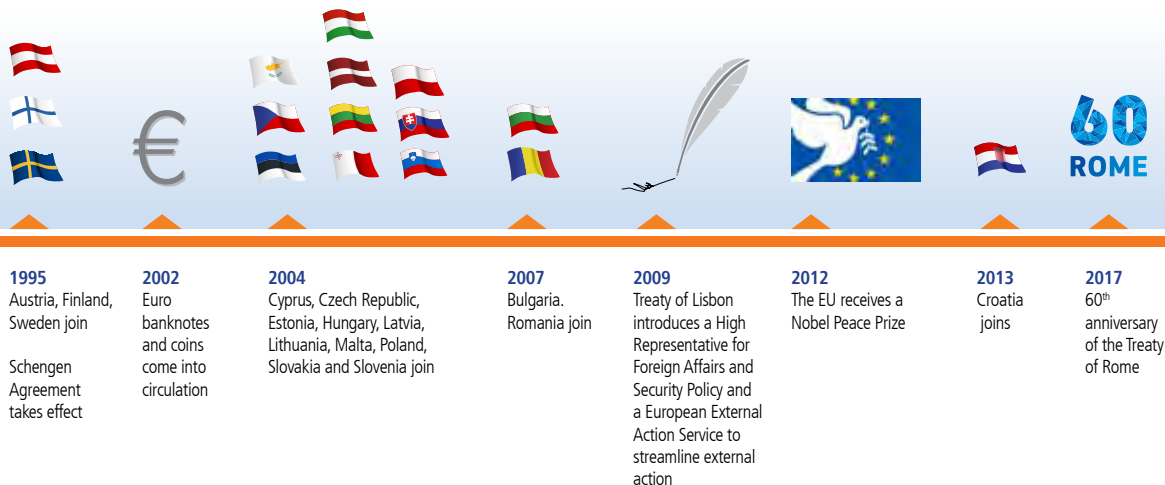 €
60
ROME
1995
Austria, Finland,
Sweden join
Schengen
Agreement
takes effect
2002
Euro
banknotes
and coins
come into
circulation
2004
Cyprus, Czech Republic,
Estonia, Hungary, Latvia,
Lithuania, Malta, Poland,
Slovakia and Slovenia join
2007
Bulgaria.
Romania join
2009
Treaty of Lisbon
introduces a High
Representative for
Foreign Affairs and
Security Policy and
a European External
Action Service to
streamline external
action
2012
The EU receives a
Nobel Peace Prize
2013
Croatia
joins
2017
60th
anniversary
of the Treaty
of Rome